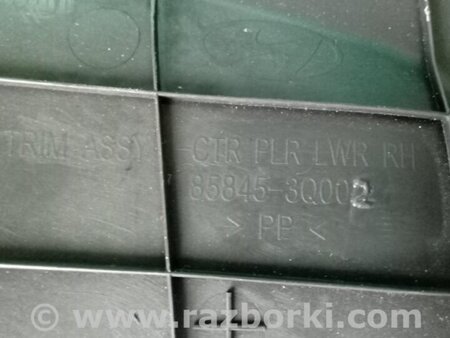 TRIM ASSY - CTR PLR LWR RH
85845-3Q002
> PP <
© www.razborki.com